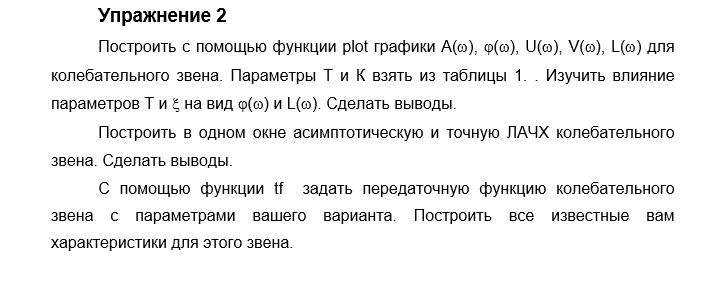 Упражнение 2
Построить с помощью функции plot графики A(ω), φ(ω), U(ω), V(ω), L(ω) для
колебательного звена. Параметры T и К взять из таблицы 1. . Изучить влияние
параметров T и ξ на вид φ(ω) и L(ω). Сделать выводы.
Построить в одном окне асимптотическую и точную ЛАЧХ колебательного
звена. Сделать выводы.
С помощью функции tf задать передаточную функцию колебательного
звена с параметрами вашего варианта. Построить все известные вам
характеристики для этого звена.